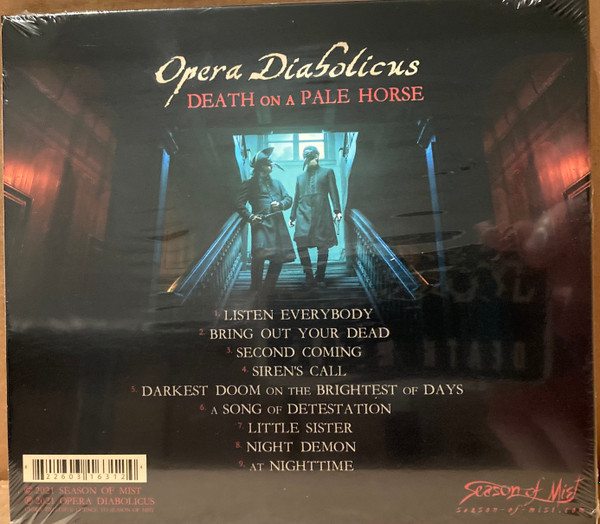 Opera Diabolicus
DEATH ON A PALE HORSE
1. LISTEN EVERYBODY
2. BRING OUT YOUR DEAD
3. SECOND COMING
4. SIREN'S CALL
5. DARKEST DOOM ON THE BRIGHTEST OF DAYS
6. A SONG OF DETESTATION
7. LITTLE SISTER
8. NIGHT DEMON
9. AT NIGHTTIME
22603 16312
℗ 2021 SEASON OF MIST
© 2021 OPERA DIABOLICUS
Season of Mist
season-of-mist.com